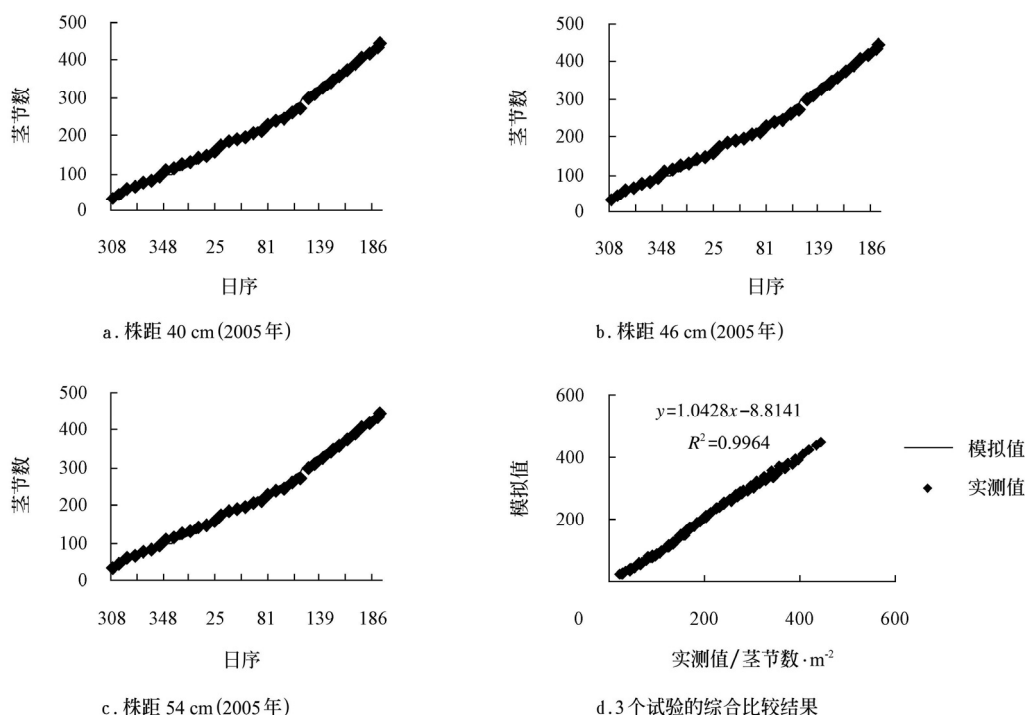 500
400
300
200
100
0
茎节数
308 348 25 81 139 186
日序
a.株距 40 cm(2005年)
500
400
300
200
100
0
茎节数
308 348 25 81 139 186
日序
b.株距 46 cm(2005年)
500
400
300
200
100
0
茎节数
308 348 25 81 139 186
日序
c.株距 54 cm(2005年)
600
400
200
模拟值
y=1.0428x-8.8141
R²=0.9964
模拟值
实测值
0 200 400 600
实测值/茎节数·m⁻²
d.3个试验的综合比较结果